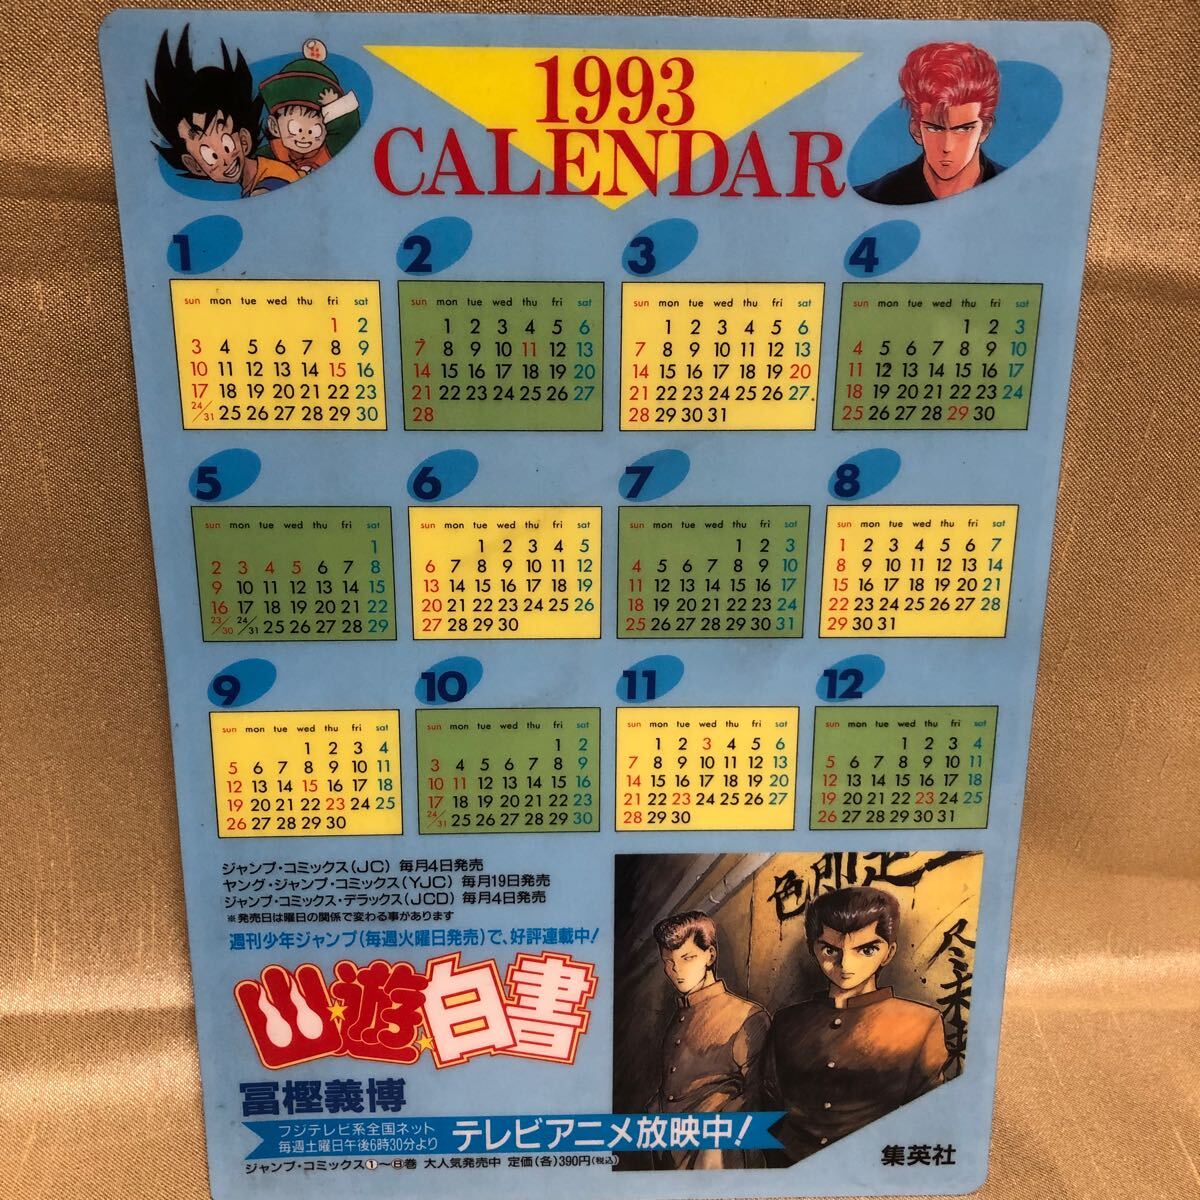 1993
CALENDAR
1
sun mon tue wed thu fri sat
1 2
3 4 5 6 7 8 9
10 11 12 13 14 15 16
17 18 19 20 21 22 23
24/31 25 26 27 28 29 30
2
sun mon tue wed thu fri sat
1 2 3 4 5 6
7 8 9 10 11 12 13
14 15 16 17 18 19 20
21 22 23 24 25 26 27
28
3
sun mon tue wed thu fri sat
1 2 3 4 5 6
7 8 9 10 11 12 13
14 15 16 17 18 19 20
21 22 23 24 25 26 27
28 29 30 31
4
sun mon tue wed thu fri sat
1 2 3
4 5 6 7 8 9 10
11 12 13 14 15 16 17
18 19 20 21 22 23 24
25 26 27 28 29 30
5
sun mon tue wed thu fri sat
1
2 3 4 5 6 7 8
9 10 11 12 13 14 15
16 17 18 19 20 21 22
23/30 24/31 25 26 27 28 29
6
sun mon tue wed thu fri sat
1 2 3 4 5
6 7 8 9 10 11 12
13 14 15 16 17 18 19
20 21 22 23 24 25 26
27 28 29 30
7
sun mon tue wed thu fri sat
1 2 3
4 5 6 7 8 9 10
11 12 13 14 15 16 17
18 19 20 21 22 23 24
25 26 27 28 29 30 31
8
sun mon tue wed thu fri sat
1 2 3 4 5 6 7
8 9 10 11 12 13 14
15 16 17 18 19 20 21
22 23 24 25 26 27 28
29 30 31
9
sun mon tue wed thu fri sat
1 2 3 4
5 6 7 8 9 10 11
12 13 14 15 16 17 18
19 20 21 22 23 24 25
26 27 28 29 30
10
sun mon tue wed thu fri sat
1 2
3 4 5 6 7 8 9
10 11 12 13 14 15 16
17 18 19 20 21 22 23
24/31 25 26 27 28 29 30
11
sun mon tue wed thu fri sat
1 2 3 4 5 6
7 8 9 10 11 12 13
14 15 16 17 18 19 20
21 22 23 24 25 26 27
28 29 30
12
sun mon tue wed thu fri sat
1 2 3 4
5 6 7 8 9 10 11
12 13 14 15 16 17 18
19 20 21 22 23 24 25
26 27 28 29 30 31
ジャンプ・コミックス(JC) 毎月4日発売
ヤング・ジャンプ・コミックス(YJC) 毎月19日発売
ジャンプ・コミックス・デラックス(JCD) 毎月4日発売
※発売日は曜日の関係で変わる事があります
週刊少年ジャンプ(毎週火曜日発売)で、好評連載中!
幽★遊★白書
冨樫義博
フジテレビ系全国ネット
毎週土曜日午後6時30分より
テレビアニメ放映中!
ジャンプ・コミックス①〜⑧巻 大人気発売中 定価(各)390円(税込)
集英社
色即是
尽未来